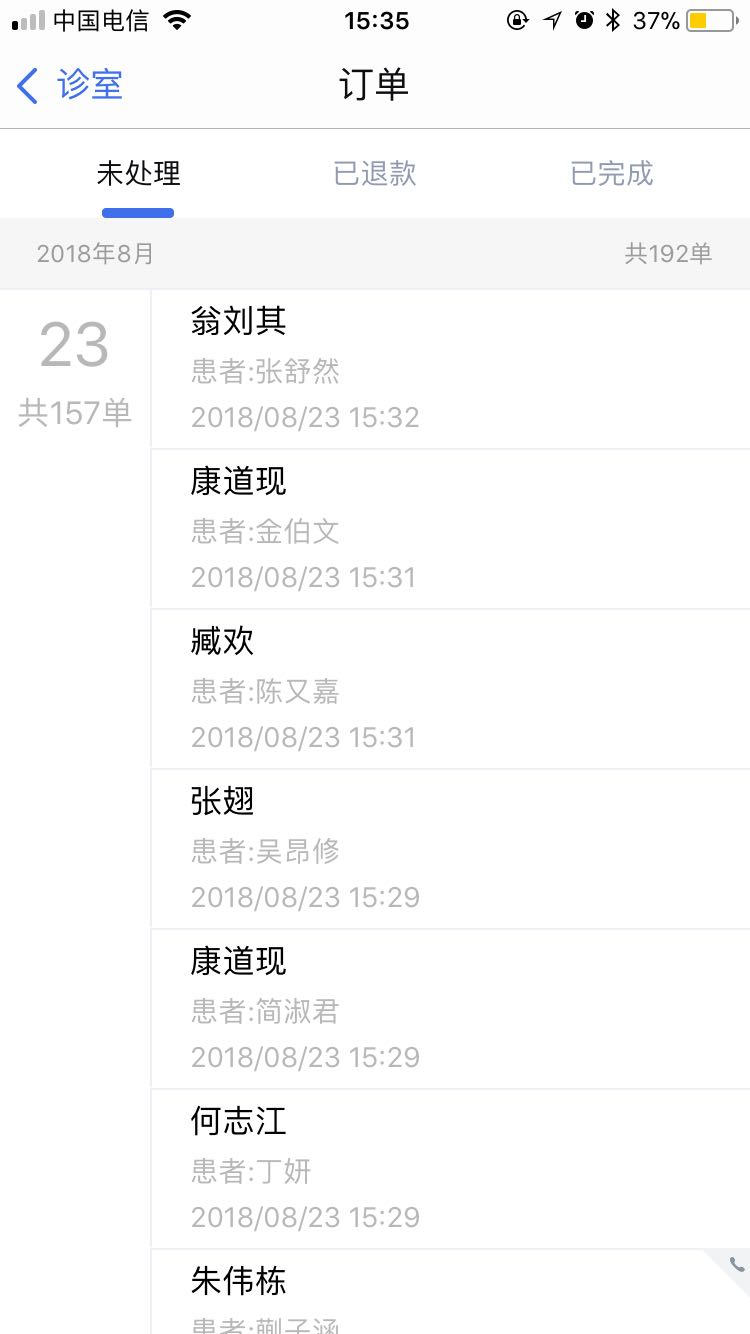 中国电信 15:35 37%
诊室 订单
未处理 已退款 已完成
2018年8月 共192单
23
共157单
翁刘其
患者:张舒然
2018/08/23 15:32
康道现
患者:金伯文
2018/08/23 15:31
臧欢
患者:陈又嘉
2018/08/23 15:31
张翅
患者:吴昂修
2018/08/23 15:29
康道现
患者:简淑君
2018/08/23 15:29
何志江
患者:丁妍
2018/08/23 15:29
朱伟栋
患者:蒯子涵